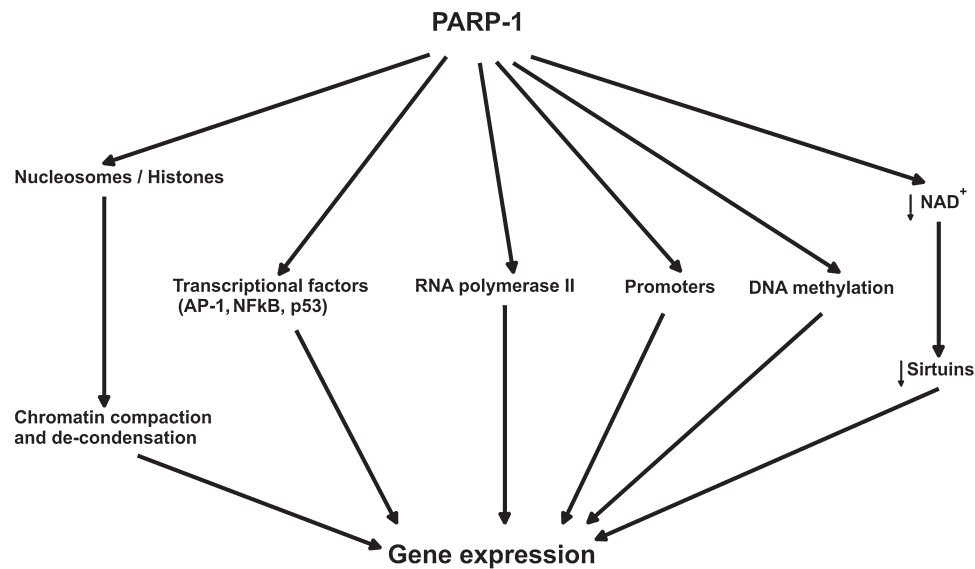 PARP-1
Nucleosomes / Histones
↓ NAD+
Transcriptional factors
(AP-1, NFkB, p53)
RNA polymerase II
Promoters
DNA methylation
↓ Sirtuins
Chromatin compaction
and de-condensation
Gene expression